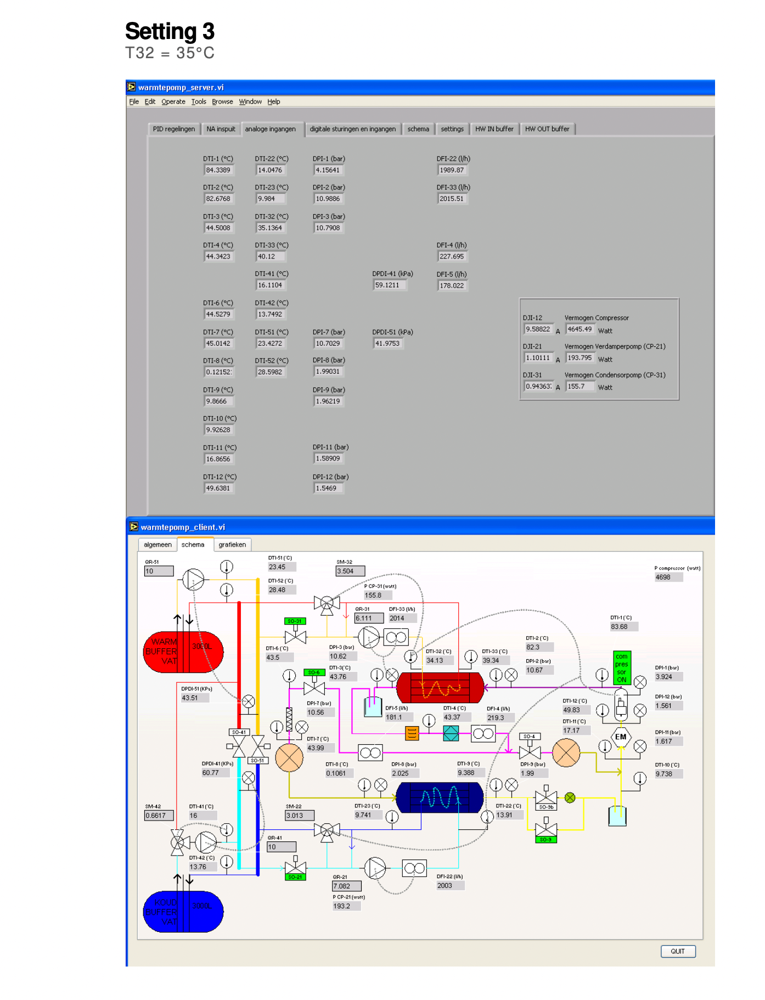 Setting 3
T32 = 35°C
warmtepomp_server.vi
File Edit Operate Tools Browse Window Help
PID regelingen NA inspuit analoge ingangen digitale sturingen en ingangen schema settings HW IN buffer HW OUT buffer
DTI-1 (°C) DTI-22 (°C) DPI-1 (bar) DFI-22 (l/h)
84.3389 14.0476 4.15641 1989.87
DTI-2 (°C) DTI-23 (°C) DPI-2 (bar) DFI-33 (l/h)
82.6768 9.984 10.9886 2015.51
DTI-3 (°C) DTI-32 (°C) DPI-3 (bar)
44.5008 35.1364 10.7908
DTI-4 (°C) DTI-33 (°C) DFI-4 (l/h)
44.3423 40.12 227.695
DTI-41 (°C) DPDI-41 (kPa) DFI-5 (l/h)
16.1104 59.1211 178.022
DTI-6 (°C) DTI-42 (°C)
44.5279 13.7492
DJI-12 Vermogen Compressor
9.58822 A 4645.49 Watt
DTI-7 (°C) DTI-51 (°C) DPI-7 (bar) DPDI-51 (kPa)
45.0142 23.4272 10.7029 41.9753
DJI-21 Vermogen Verdamperpomp (CP-21)
1.10111 A 193.795 Watt
DTI-8 (°C) DTI-52 (°C) DPI-8 (bar)
0.12152 28.5982 1.99031
DJI-31 Vermogen Condensorpomp (CP-31)
0.94363 A 155.7 Watt
DTI-9 (°C) DPI-9 (bar)
9.8666 1.96219
DTI-10 (°C)
9.92628
DTI-11 (°C) DPI-11 (bar)
16.8656 1.58909
DTI-12 (°C) DPI-12 (bar)
49.6381 1.5469
warmtepomp_client.vi
algemeen schema grafieken
QR-51
10
DTI-51 (°C)
23.45
DTI-52 (°C)
28.48
SM-32
3.504
P compressor (watt)
4698
P CP-31 (watt)
155.8
QR-31
6.111
DFI-33 (l/h)
2014
DTI-1 (°C)
83.68
SO-31
WARM
BUFFER
VAT
3000L
DTI-6 (°C)
43.5
DPI-3 (bar)
10.62
DTI-32 (°C)
34.13
DTI-33 (°C)
39.34
DTI-2 (°C)
82.3
DPI-2 (bar)
10.67
com
pres
sor
ON
DPI-1 (bar)
3.924
SO-6
DTI-3(°C)
43.76
DPDI-51 (KPa)
43.51
DPI-7 (bar)
10.56
DFI-5 (l/h)
181.1
DTI-4 (°C)
43.37
DFI-4 (l/h)
219.3
DTI-12 (°C)
49.83
DPI-12 (bar)
1.561
DTI-11 (°C)
17.17
EM
DPI-11 (bar)
1.617
SO-41
SO-51
SO-4
DTI-7 (°C)
43.99
DPDI-41 (KPa)
60.77
DTI-8 (°C)
0.1061
DPI-8 (bar)
2.025
DTI-9 (°C)
9.388
DPI-9 (bar)
1.99
DTI-10 (°C)
9.738
SM-42
0.6617
DTI-41 (°C)
16
SM-22
3.013
DTI-23 (°C)
9.741
DTI-22 (°C)
13.91
SO-9b
SO-9
QR-41
10
DTI-42 (°C)
13.76
SO-21
QR-21
7.082
DFI-22 (l/h)
2003
P CP-21 (watt)
193.2
KOUD
BUFFER
VAT
3000L
QUIT